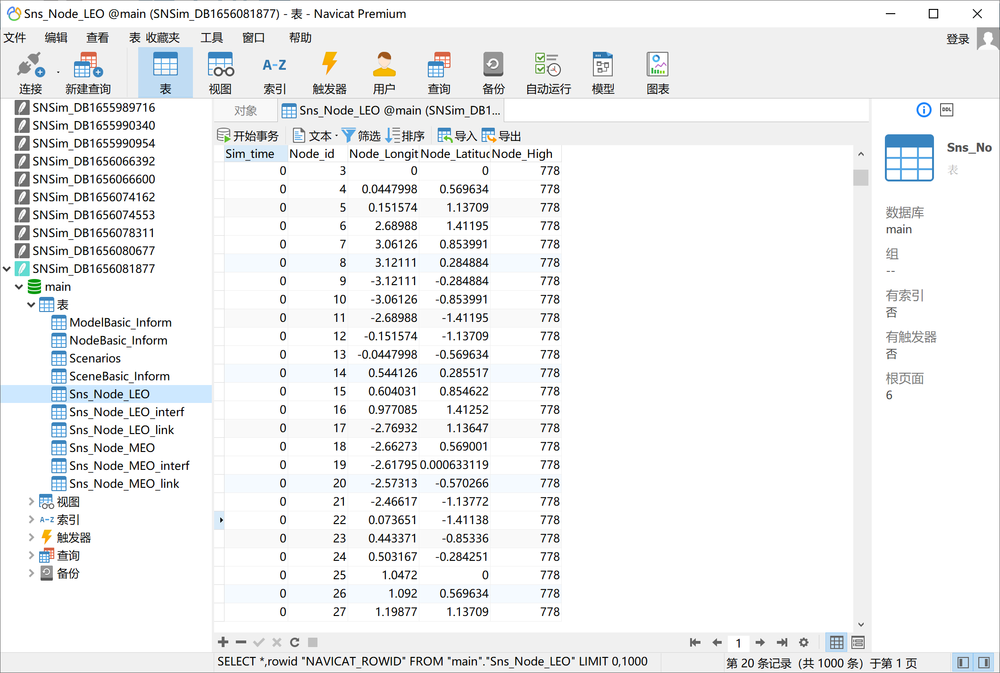 Sns_Node_LEO @main (SNSim_DB1656081877) - 表 - Navicat Premium
文件 编辑 查看 表 收藏夹 工具 窗口 帮助 登录
连接 新建查询 表 视图 索引 触发器 用户 查询 备份 自动运行 模型 图表
A-Z
SNSim_DB1655989716
SNSim_DB1655990340
SNSim_DB1655990954
SNSim_DB1656066392
SNSim_DB1656066600
SNSim_DB1656074162
SNSim_DB1656074553
SNSim_DB1656078311
SNSim_DB1656080677
SNSim_DB1656081877
main
表
ModelBasic_Inform
NodeBasic_Inform
Scenarios
SceneBasic_Inform
Sns_Node_LEO
Sns_Node_LEO_interf
Sns_Node_LEO_link
Sns_Node_MEO
Sns_Node_MEO_interf
Sns_Node_MEO_link
视图
A-Z 索引
触发器
查询
备份
对象 Sns_Node_LEO @main (SNSim_DB1...
开始事务 文本 筛选 排序 导入 导出
Sim_time Node_id Node_Longit Node_Latituc Node_High
0 3 0 0 778
0 4 0.0447998 0.569634 778
0 5 0.151574 1.13709 778
0 6 2.68988 1.41195 778
0 7 3.06126 0.853991 778
0 8 3.12111 0.284884 778
0 9 -3.12111 -0.284884 778
0 10 -3.06126 -0.853991 778
0 11 -2.68988 -1.41195 778
0 12 -0.151574 -1.13709 778
0 13 -0.0447998 -0.569634 778
0 14 0.544126 0.285517 778
0 15 0.604031 0.854622 778
0 16 0.977085 1.41252 778
0 17 -2.76932 1.13647 778
0 18 -2.66273 0.569001 778
0 19 -2.61795 0.000633119 778
0 20 -2.57313 -0.570266 778
0 21 -2.46617 -1.13772 778
0 22 0.073651 -1.41138 778
0 23 0.443371 -0.85336 778
0 24 0.503167 -0.284251 778
0 25 1.0472 0 778
0 26 1.092 0.569634 778
0 27 1.19877 1.13709 778
1
SELECT *,rowid "NAVICAT_ROWID" FROM "main"."Sns_Node_LEO" LIMIT 0,1000
第 20 条记录 (共 1000 条) 于第 1 页
DDL
Sns_No
表
数据库
main
组
--
有索引
否
有触发器
否
根页面
6